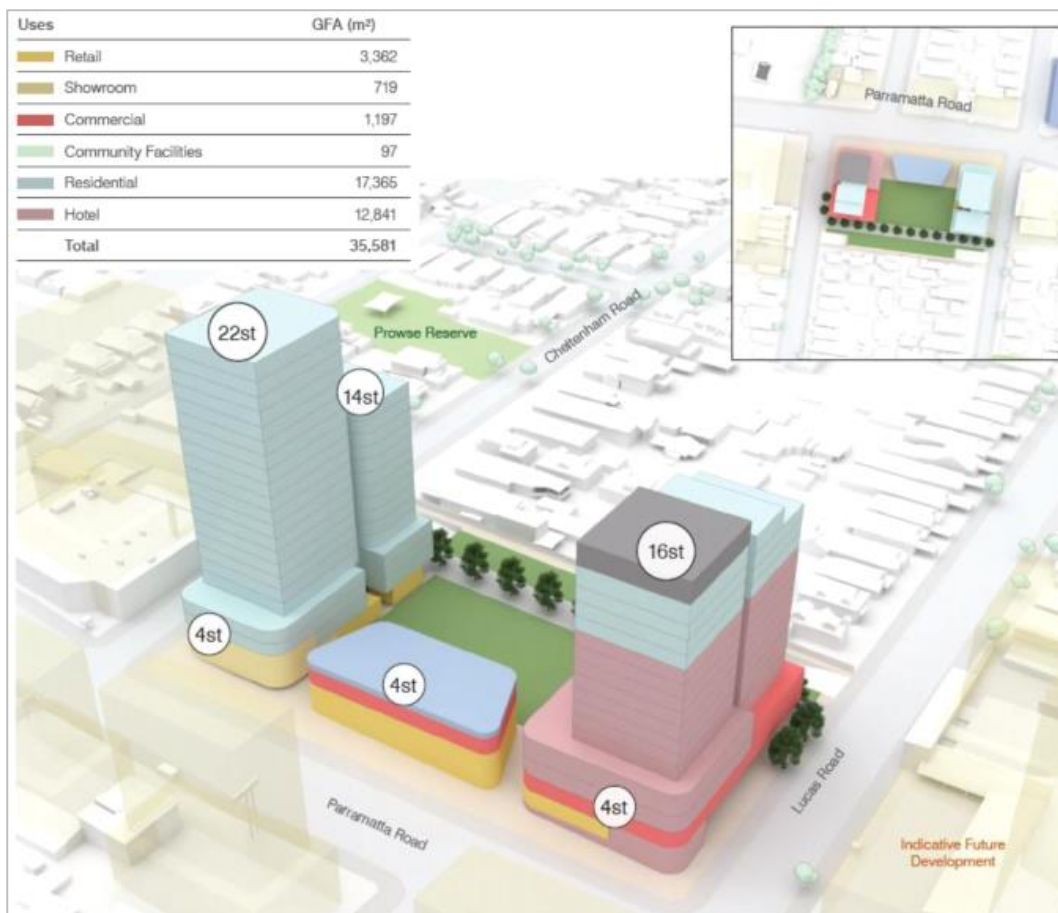 Uses GFA (m²)
Retail 3,362
Showroom 719
Commercial 1,197
Community Facilities 97
Residential 17,365
Hotel 12,841
Total 35,581
Parramatta Road
22st
Prowse Reserve
Cheltenham Road
14st
16st
4st
4st
4st
Parramatta Road
Lucas Road
Indicative Future
Development